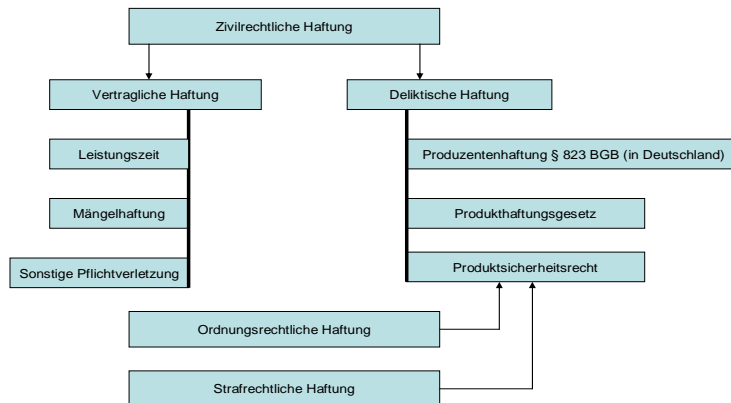 Zivilrechtliche Haftung
Vertragliche Haftung
Deliktische Haftung
Leistungszeit
Produzentenhaftung § 823 BGB (in Deutschland)
Mängelhaftung
Produkthaftungsgesetz
Sonstige Pflichtverletzung
Produktsicherheitsrecht
Ordnungsrechtliche Haftung
Strafrechtliche Haftung